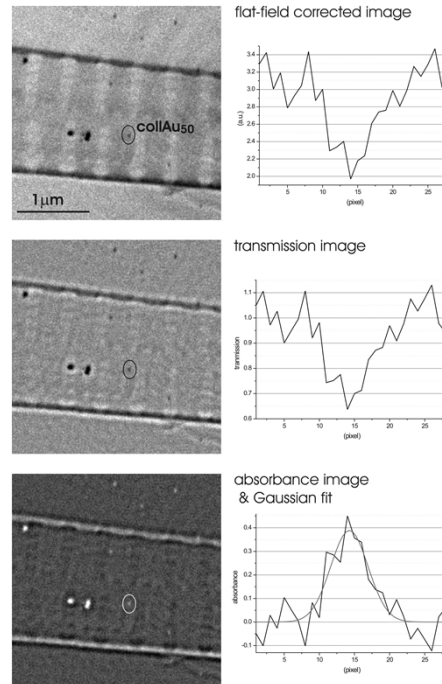 flat-field corrected image
collAu50
1µm
3.4
3.2
3.0
2.8
2.6
2.4
2.2
2.0
(a.u.)
5 10 15 20 25
(pixel)
transmission image
1.1
1.0
0.9
0.8
0.7
0.6
tranmission
5 10 15 20 25
(pixel)
absorbance image
& Gaussian fit
0.4
0.3
0.2
0.1
0.0
-0.1
absorbance
5 10 15 20 25
(pixel)